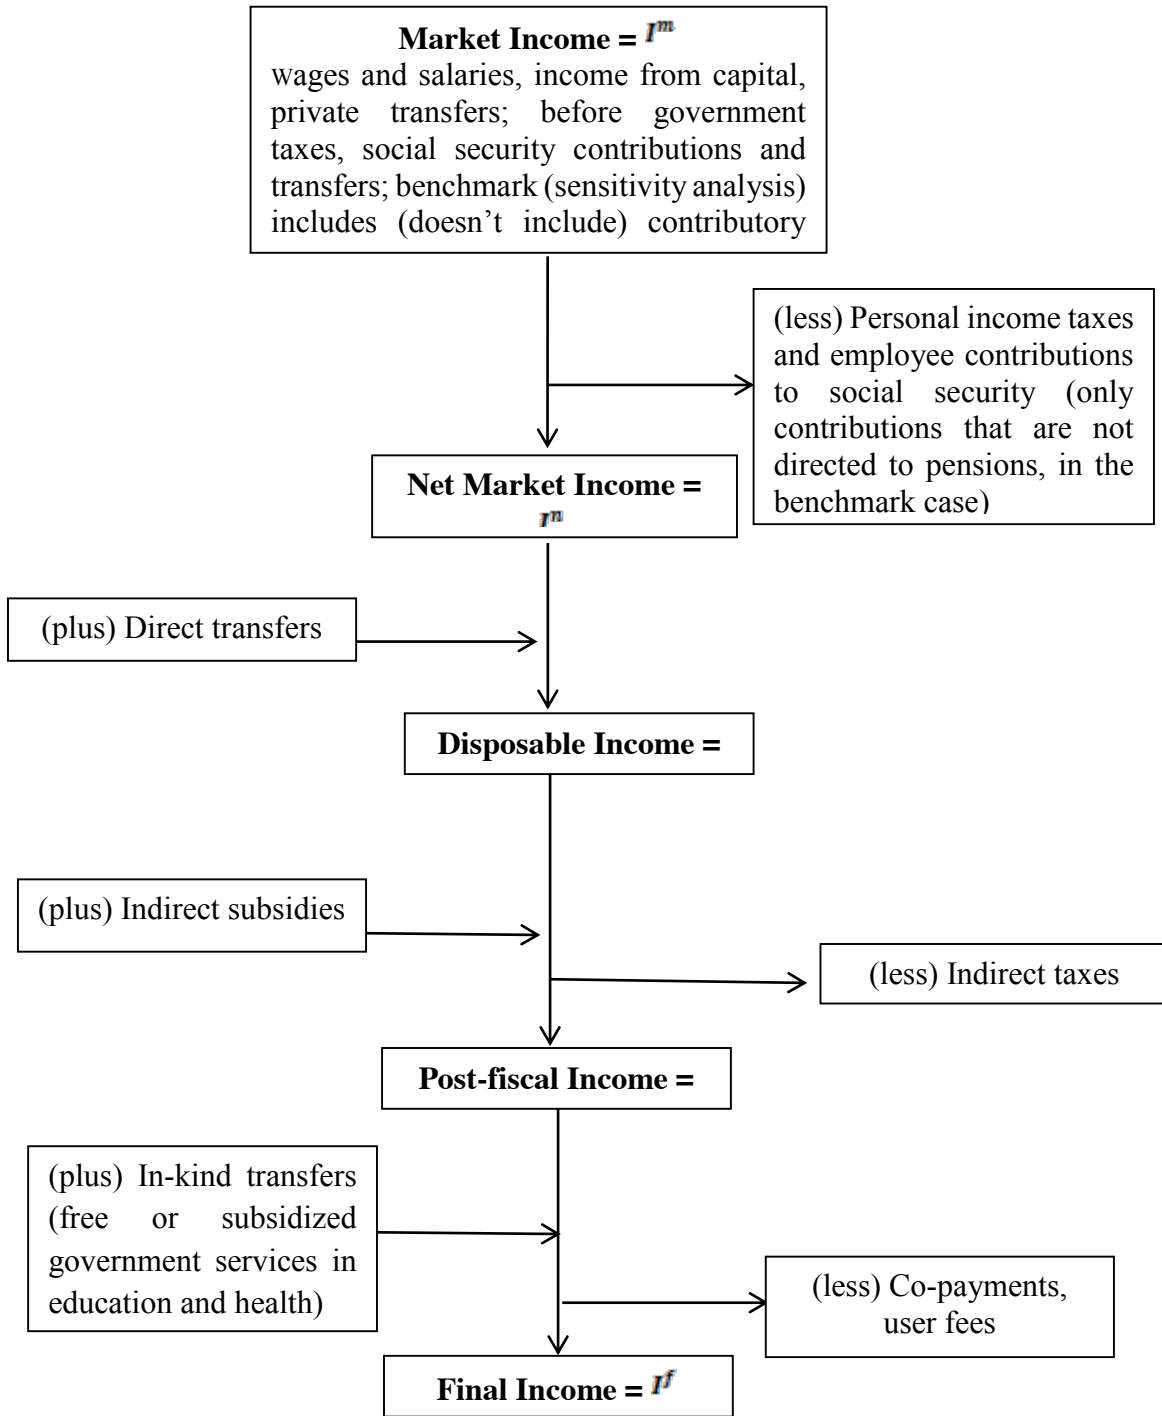 Market Income = I^m
wages and salaries, income from capital,
private transfers; before government
taxes, social security contributions and
transfers; benchmark (sensitivity analysis)
includes (doesn't include) contributory
(less) Personal income taxes
and employee contributions
to social security (only
contributions that are not
directed to pensions, in the
benchmark case)
Net Market Income =
I^n
(plus) Direct transfers
Disposable Income =
(plus) Indirect subsidies
(less) Indirect taxes
Post-fiscal Income =
(plus) In-kind transfers
(free or subsidized
government services in
education and health)
(less) Co-payments,
user fees
Final Income = I^f